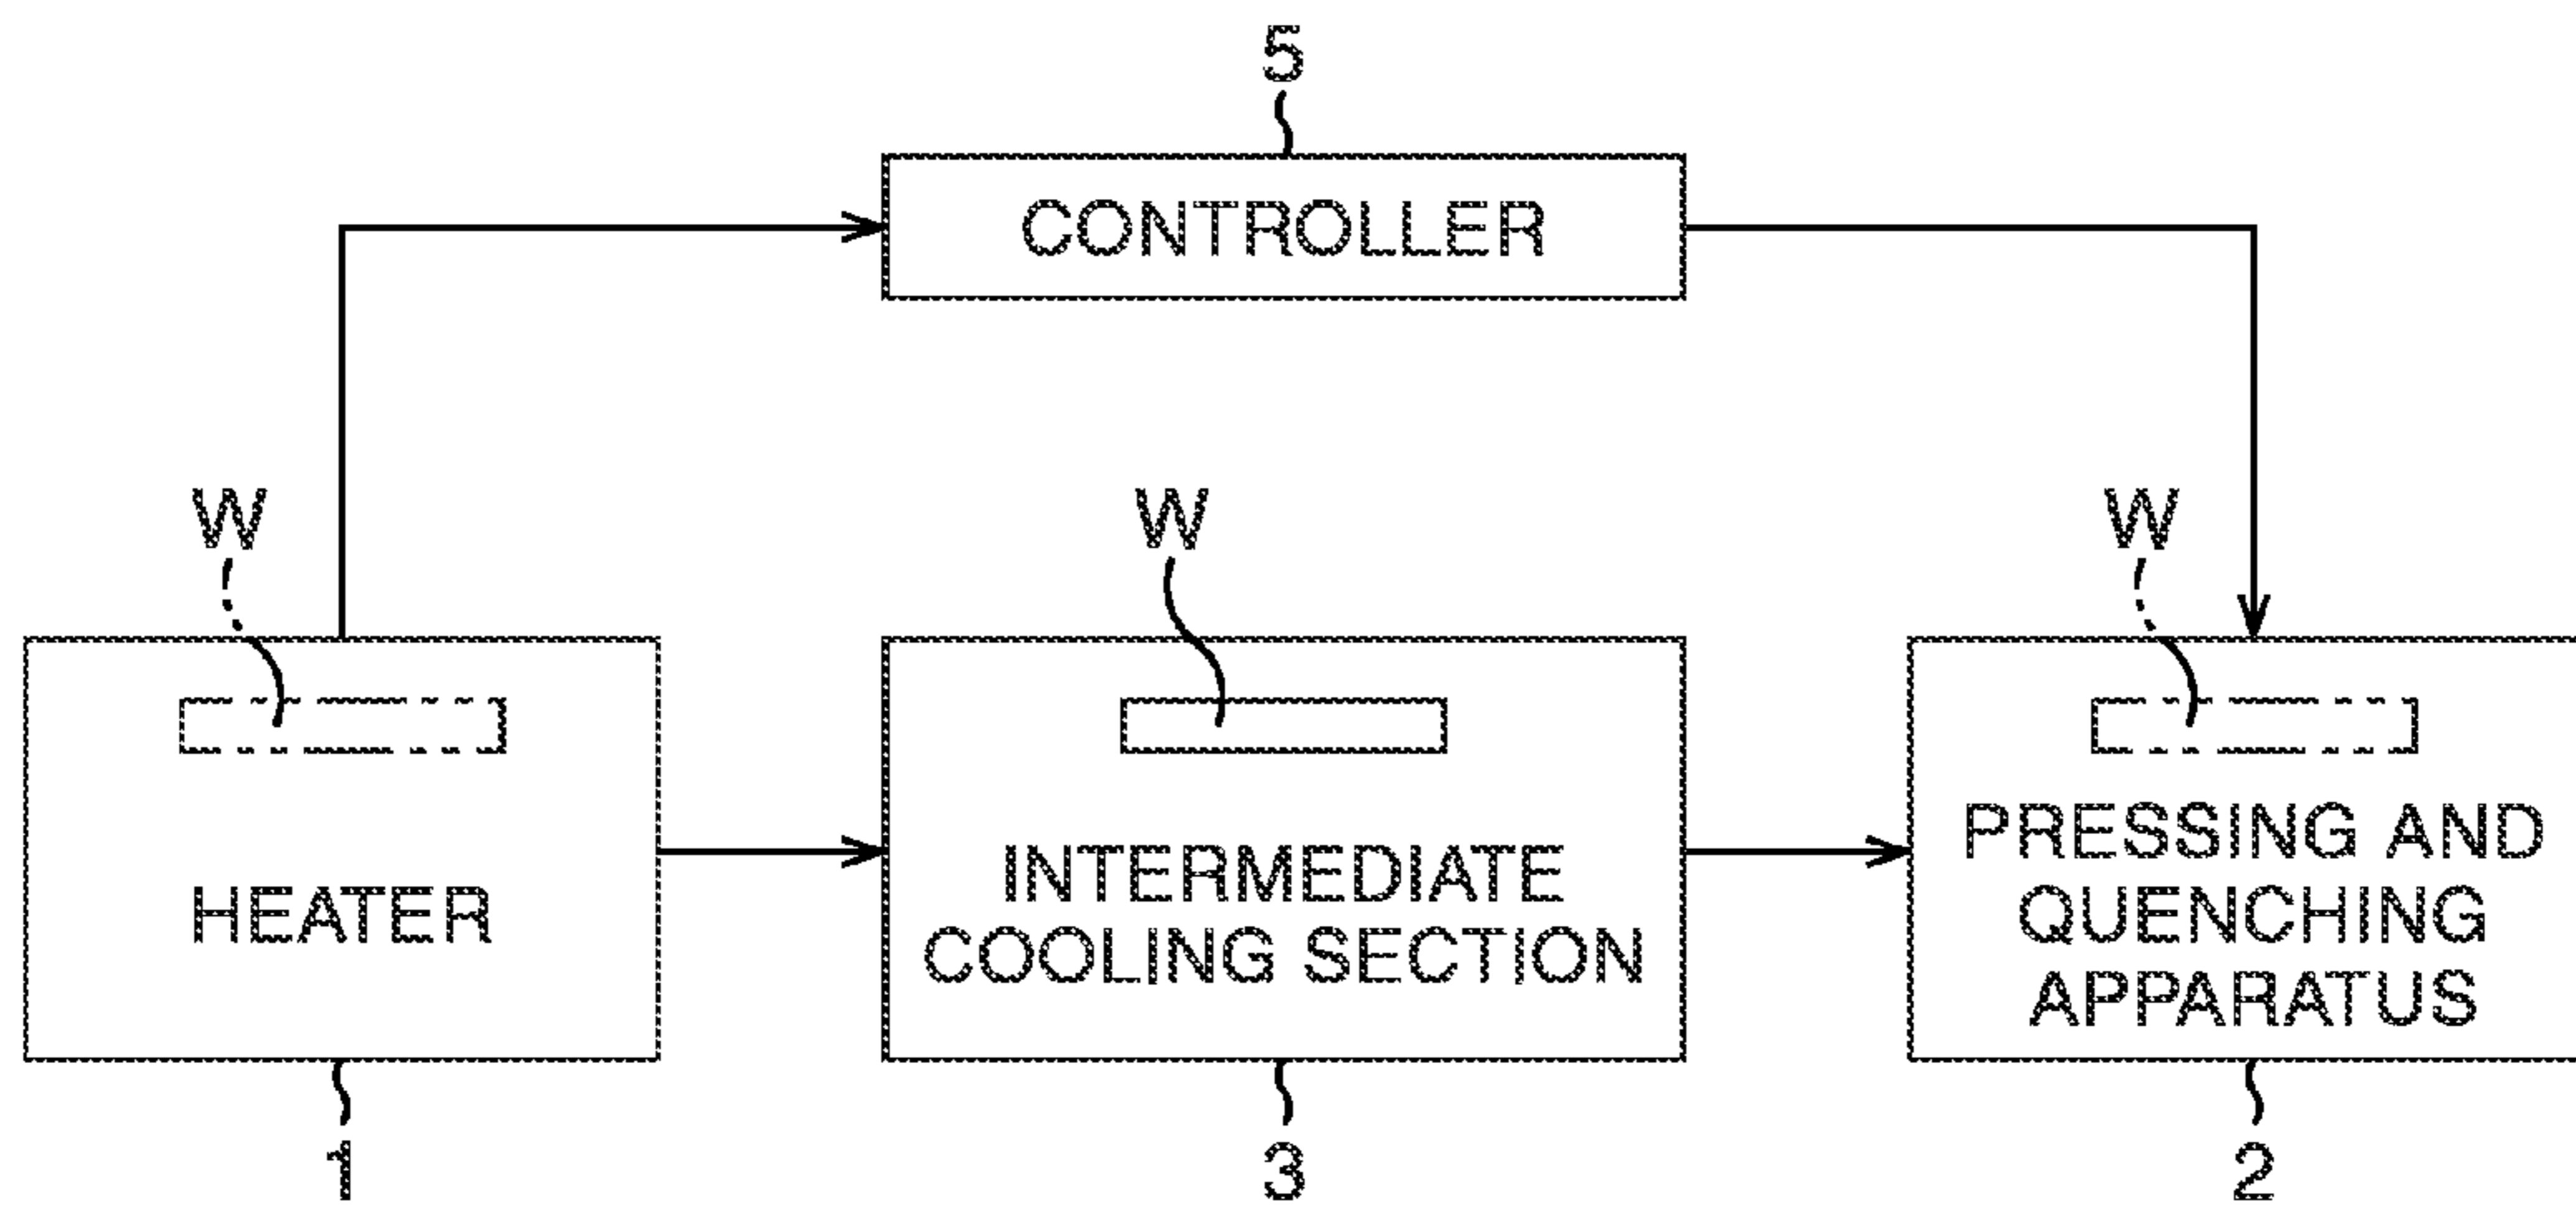 5
CONTROLLER
W
W
W
HEATER
INTERMEDIATE
COOLING SECTION
PRESSING AND
QUENCHING
APPARATUS
1
3
2